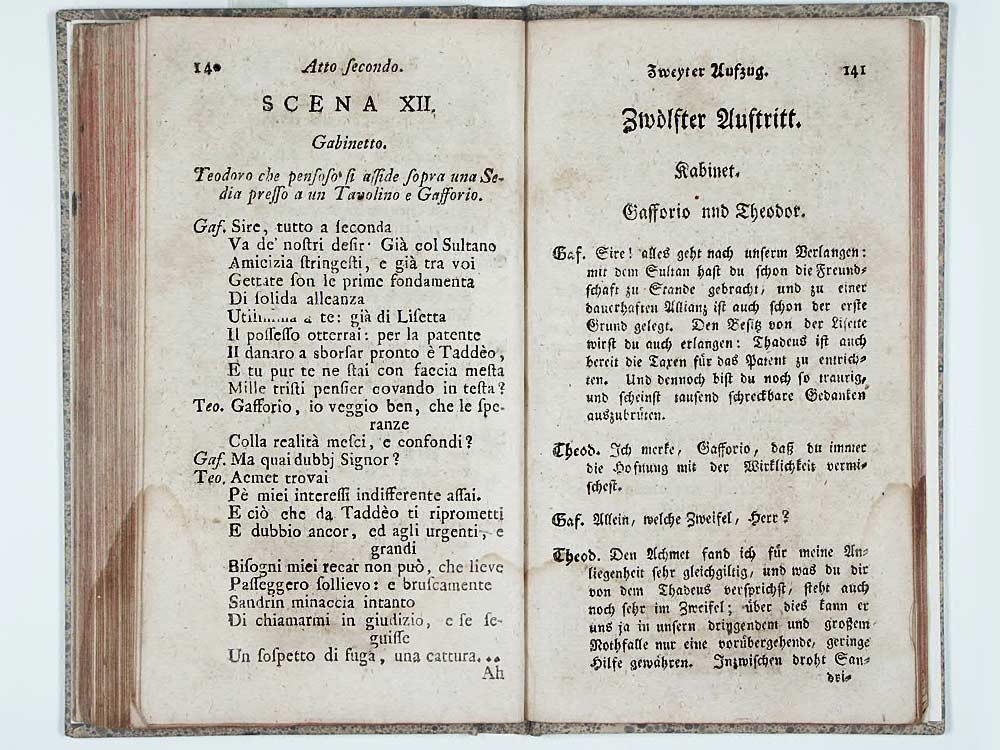 140 Atto ſecondo.
SCENA XII.
Gabinetto.
Teodoro che penſoso ſi aſſide ſopra una Se-
dia preſſo a un Tavolino e Gafforio.
Gaf. Sire, tutto a ſeconda
Va de' noſtri deſir. Già col Sultano
Amicizia ſtringeſti, e già tra voi
Gettate ſon le prime fondamenta
Di ſolida alleanza
a te: già di Liſetta
Il poſſeſſo otterrai: per la patente
Il danaro a sborſar pronto è Taddèo,
E tu pur te ne ſtai con faccia meſta
Mille triſti penſier covando in teſta?
Teo. Gafforio, io veggio ben, che le ſpe-
ranze
Colla realità meſci, e confondi?
Gaf. Ma quai dubbj Signor?
Teo. Acmet trovai
Pè miei intereſſi indifferente aſſai.
E ciò che da Taddèo ti riprometti
E dubbio ancor, ed agli urgenti, e
grandi
Biſogni miei recar non può, che lieve
Paſſeggero ſollievo: e bruſcamente
Sandrin minaccia intanto
Di chiamarmi in giudizio, e ſe ſe-
guiſſe
Un ſoſpetto di fuga, una cattura...
Ah
Zweyter Aufzug. 141
Zwölfter Auftritt.
Kabinet.
Gafforio nnd Theodor.
Gaf. Sire! alles geht nach unſerm Verlangen:
mit dem Sultan haſt du ſchon die Freund-
ſchaft zu Stande gebracht, und zu einer
dauerhaften Allianz iſt auch ſchon der erſte
Grund gelegt. Den Beſitz von der Liſette
wirſt du auch erlangen: Thadeus iſt auch
bereit die Taxen für das Patent zu entrich-
ten. Und dennoch biſt du noch ſo traurig,
und ſcheinſt tauſend ſchreckbare Gedanken
auszubrüten.
Theod. Ich merke, Gafforio, daß du immer
die Hofnung mit der Wirklichkeit vermi-
ſcheſt.
Gaf. Allein, welche Zweifel, Herr?
Theod. Den Achmet fand ich für meine An-
liegenheit ſehr gleichgiltig, und was du dir
von dem Thadeus verſprichſt, ſteht auch
noch ſehr im Zweifel; über dies kann er
uns ja in unſern dringendem und großem
Nothfalle nur eine vorübergehende, geringe
Hilfe gewähren. Inzwiſchen droht San-
dri-